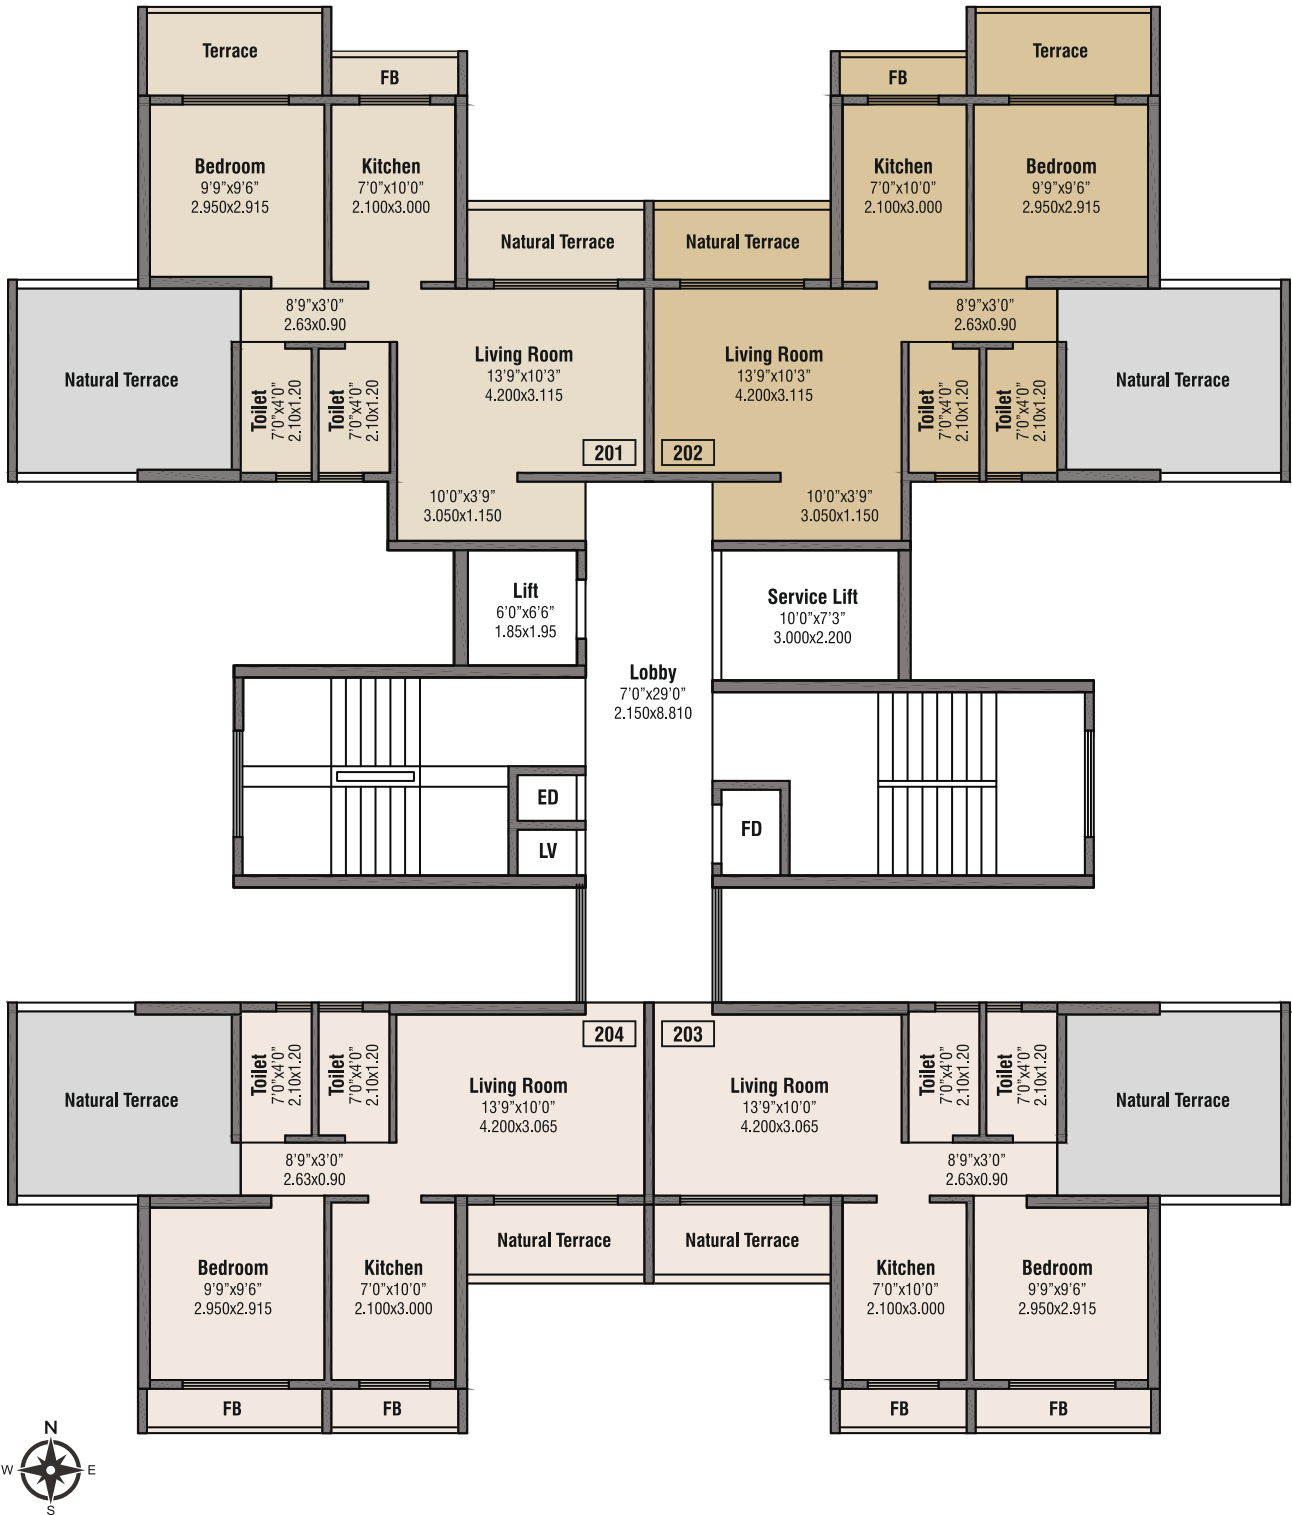 Terrace
FB
Bedroom
9'9"x9'6"
2.950x2.915
Kitchen
7'0"x10'0"
2.100x3.000
Natural Terrace
FB
Terrace
Natural Terrace
Kitchen
7'0"x10'0"
2.100x3.000
Bedroom
9'9"x9'6"
2.950x2.915
8'9"x3'0"
2.63x0.90
Natural Terrace
Toilet
7'0"x4'0"
2.10x1.20
Toilet
7'0"x4'0"
2.10x1.20
Living Room
13'9"x10'3"
4.200x3.115
201
10'0"x3'9"
3.050x1.150
Living Room
13'9"x10'3"
4.200x3.115
202
10'0"x3'9"
3.050x1.150
8'9"x3'0"
2.63x0.90
Toilet
7'0"x4'0"
2.10x1.20
Toilet
7'0"x4'0"
2.10x1.20
Natural Terrace
Lift
6'0"x6'6"
1.85x1.95
Service Lift
10'0"x7'3"
3.000x2.200
Lobby
7'0"x29'0"
2.150x8.810
ED
LV
FD
Natural Terrace
Toilet
7'0"x4'0"
2.10x1.20
Toilet
7'0"x4'0"
2.10x1.20
204
Living Room
13'9"x10'0"
4.200x3.065
8'9"x3'0"
2.63x0.90
203
Living Room
13'9"x10'0"
4.200x3.065
Toilet
7'0"x4'0"
2.10x1.20
Toilet
7'0"x4'0"
2.10x1.20
8'9"x3'0"
2.63x0.90
Natural Terrace
Bedroom
9'9"x9'6"
2.950x2.915
Kitchen
7'0"x10'0"
2.100x3.000
Natural Terrace
Natural Terrace
Kitchen
7'0"x10'0"
2.100x3.000
Bedroom
9'9"x9'6"
2.950x2.915
FB
FB
FB
FB
N
W
E
S